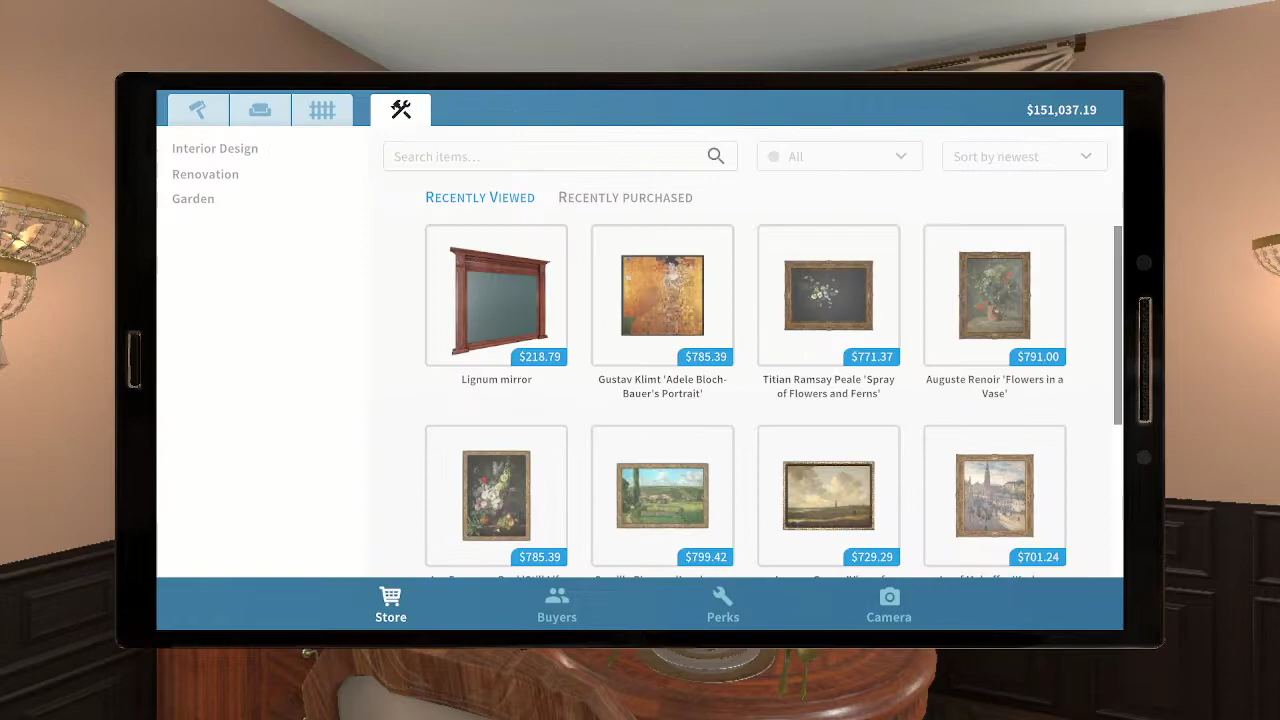 $151,037.19
Interior Design
Renovation
Garden
Search items...
All
Sort by newest
Recently Viewed
Recently purchased
$218.79
$785.39
$771.37
$791.00
Lignum mirror
Gustav Klimt 'Adele Bloch-
Bauer's Portrait'
Titian Ramsay Peale 'Spray
of Flowers and Ferns'
Auguste Renoir 'Flowers in a
Vase'
$785.39
$799.42
$729.29
$701.24
Store
Buyers
Perks
Camera